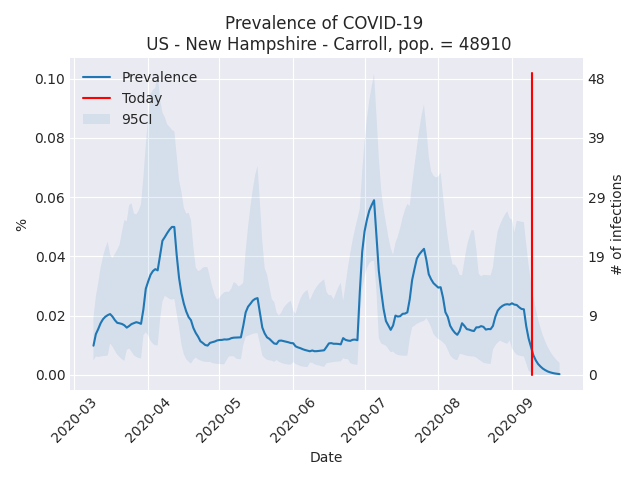 Prevalence of COVID-19
US - New Hampshire - Carroll, pop. = 48910
Prevalence
Today
95CI
0.10
0.08
0.06
0.04
0.02
0.00
%
48
39
29
19
9
0
# of infections
2020-03
2020-04
2020-05
2020-06
2020-07
2020-08
2020-09
Date